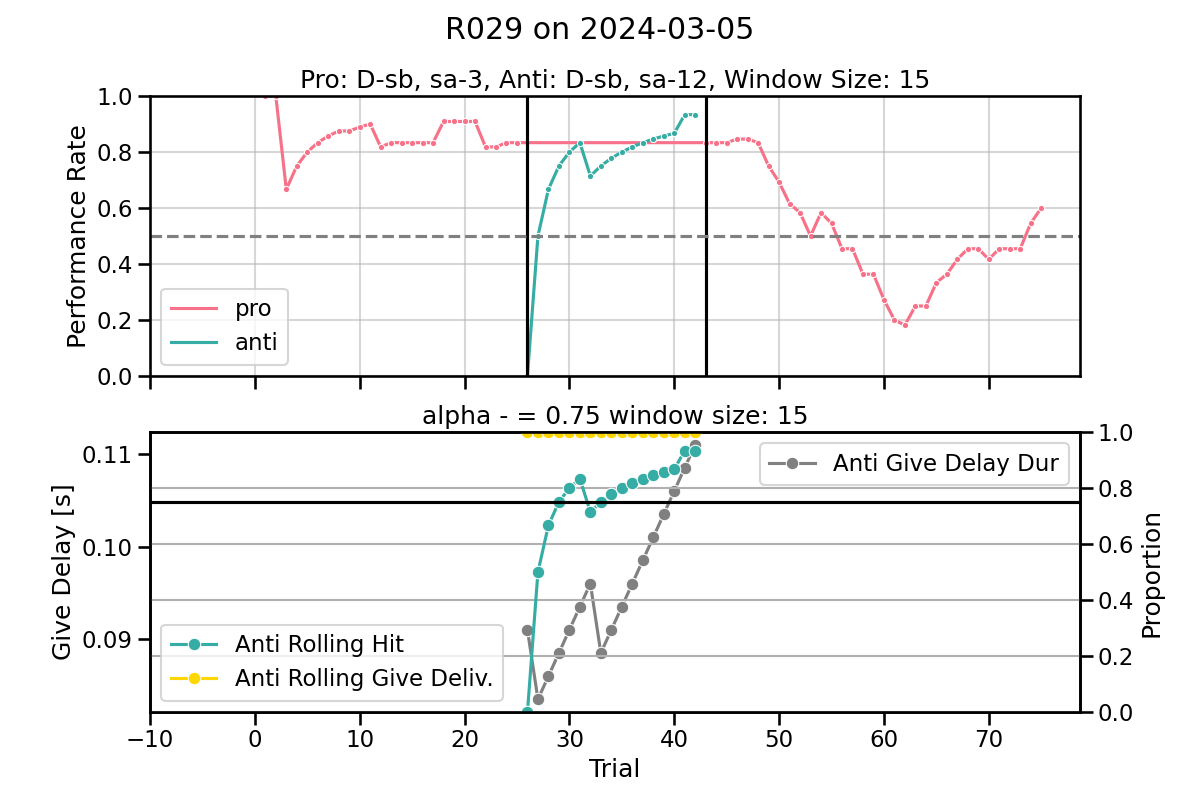 R029 on 2024-03-05
Pro: D-sb, sa-3, Anti: D-sb, sa-12, Window Size: 15
1.0
0.8
0.6
0.4
0.2
0.0
Performance Rate
pro
anti
alpha - = 0.75 window size: 15
0.11
0.10
0.09
Give Delay [s]
Anti Give Delay Dur
Anti Rolling Hit
Anti Rolling Give Deliv.
1.0
0.8
0.6
0.4
0.2
0.0
Proportion
−10 0 10 20 30 40 50 60 70
Trial